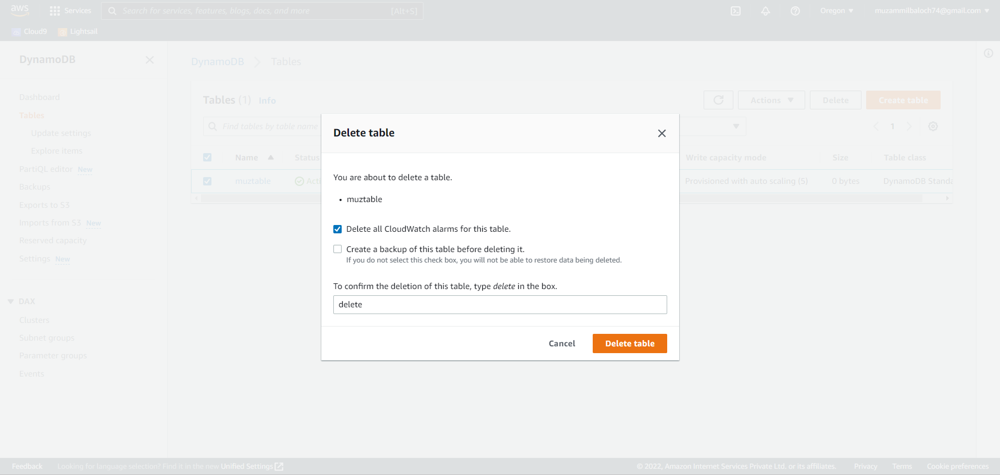 aws
Services
Search for services, features, blogs, docs, and more
[Alt+S]
Oregon ▼
muzammilbaloch74@gmail.com ▼
Cloud9
Lightsail
DynamoDB
Dashboard
Tables
Update settings
Explore items
PartiQL editor New
Backups
Exports to S3
Imports from S3 New
Reserved capacity
Settings New
▼ DAX
Clusters
Subnet groups
Parameter groups
Events
DynamoDB > Tables
Tables (1) Info
Actions ▼
Delete
Create table
Find tables by table name
1
Name ▲ Status Write capacity mode Size Table class
muztable Acti Provisioned with auto scaling (5) 0 bytes DynamoDB Standa
Delete table
You are about to delete a table.
• muztable
Delete all CloudWatch alarms for this table.
Create a backup of this table before deleting it.
If you do not select this check box, you will not be able to restore data being deleted.
To confirm the deletion of this table, type delete in the box.
delete
Cancel
Delete table
Feedback
Looking for language selection? Find it in the new Unified Settings
© 2022, Amazon Internet Services Private Ltd. or its affiliates.
Privacy
Terms
Cookie preferences